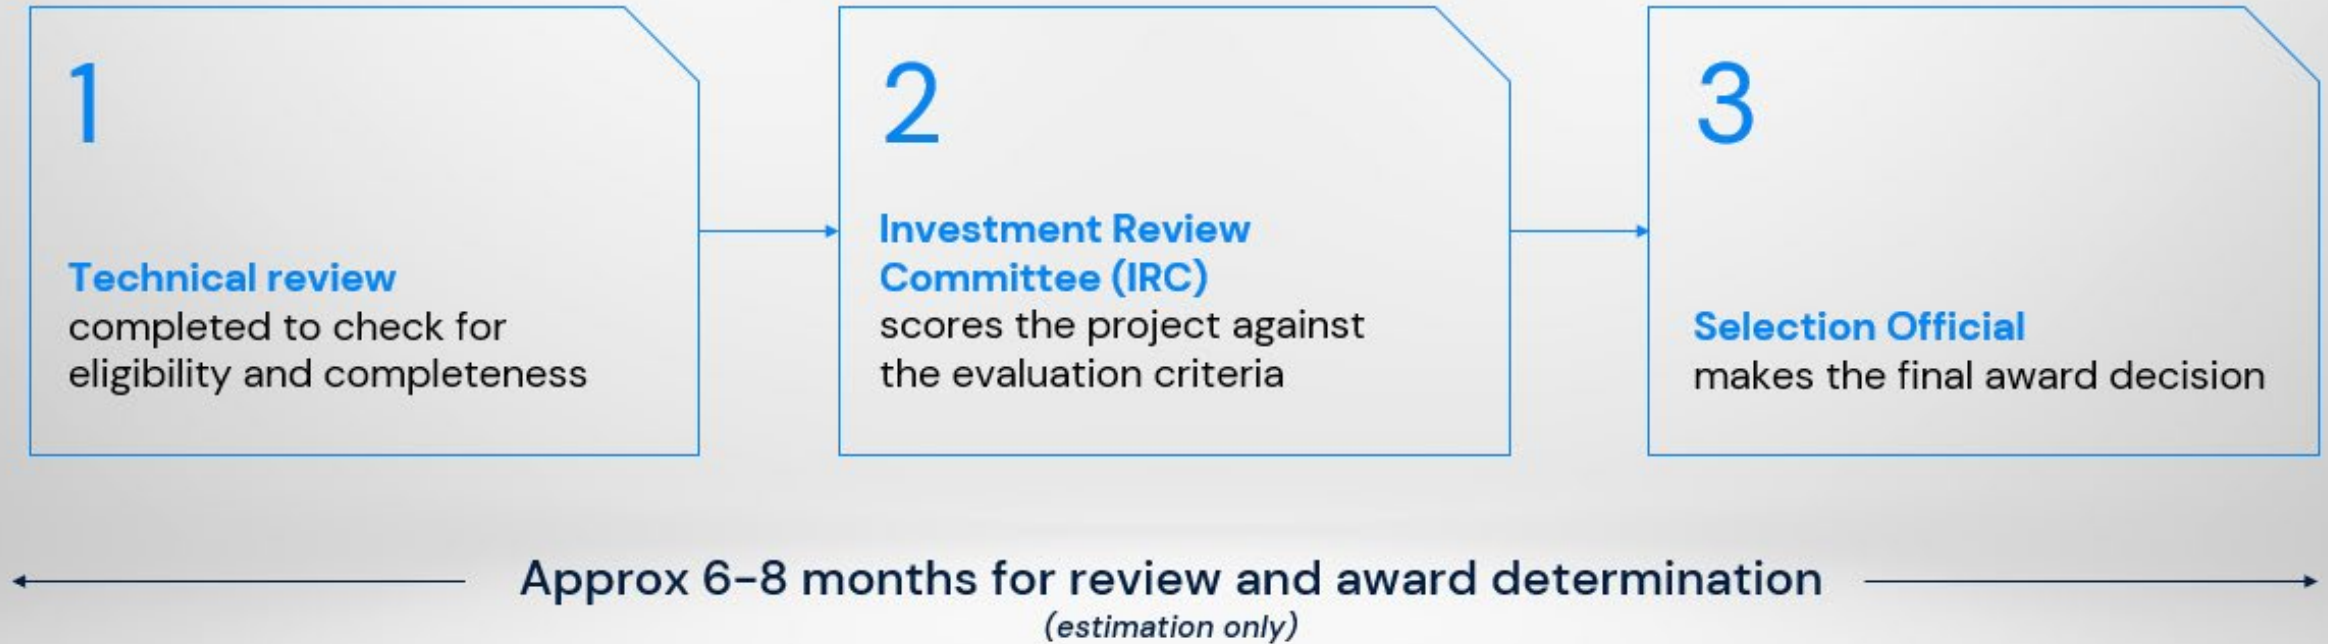 1
Technical review
completed to check for
eligibility and completeness
2
Investment Review
Committee (IRC)
scores the project against
the evaluation criteria
3
Selection Official
makes the final award decision
Approx 6-8 months for review and award determination
(estimation only)